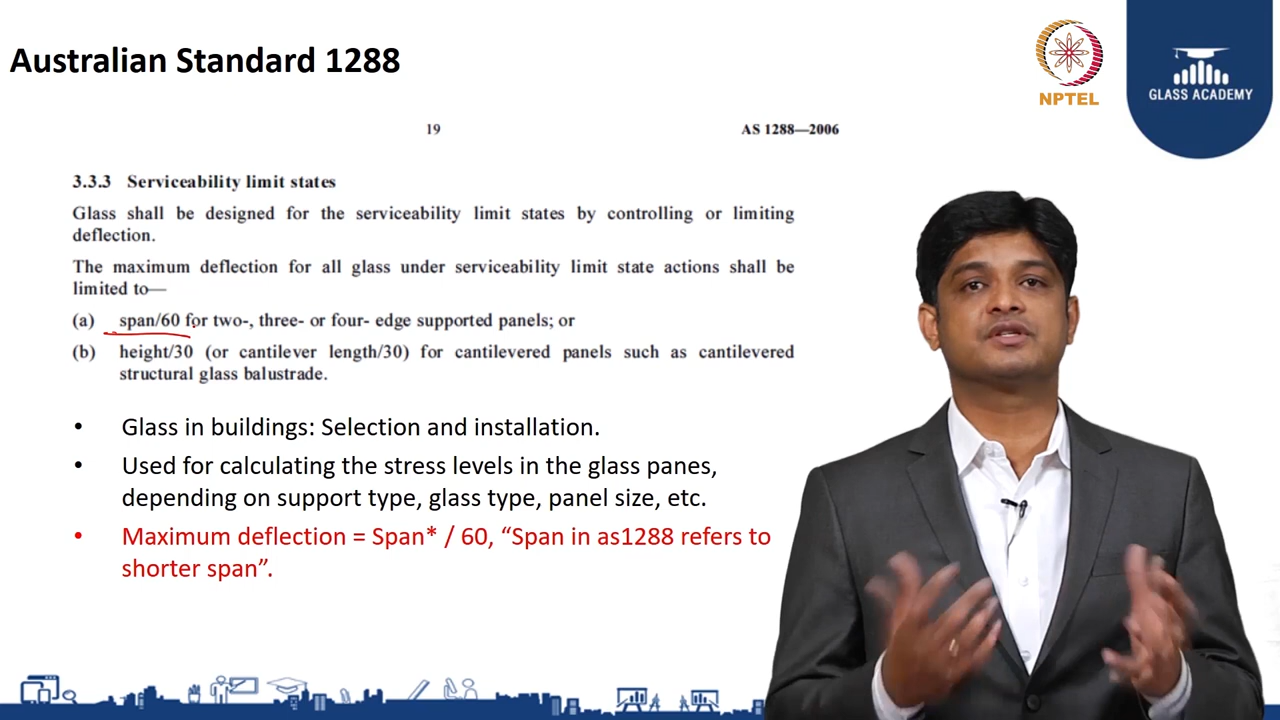 Australian Standard 1288
NPTEL
GLASS ACADEMY
19
AS 1288—2006
3.3.3 Serviceability limit states
Glass shall be designed for the serviceability limit states by controlling or limiting
deflection.
The maximum deflection for all glass under serviceability limit state actions shall be
limited to—
(a) span/60 for two-, three- or four- edge supported panels; or
(b) height/30 (or cantilever length/30) for cantilevered panels such as cantilevered
structural glass balustrade.
• Glass in buildings: Selection and installation.
• Used for calculating the stress levels in the glass panes,
depending on support type, glass type, panel size, etc.
• Maximum deflection = Span* / 60, “Span in as1288 refers to
shorter span”.